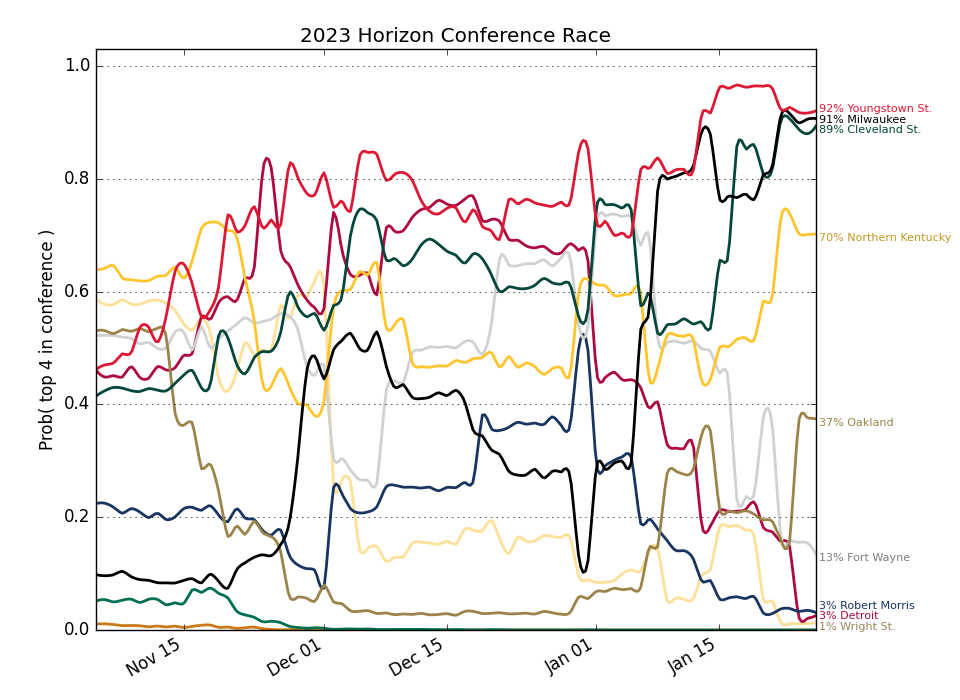 2023 Horizon Conference Race
Prob( top 4 in conference )
1.0
0.8
0.6
0.4
0.2
0.0
Nov 15
Dec 01
Dec 15
Jan 01
Jan 15
92% Youngstown St.
91% Milwaukee
89% Cleveland St.
70% Northern Kentucky
37% Oakland
13% Fort Wayne
3% Robert Morris
3% Detroit
1% Wright St.